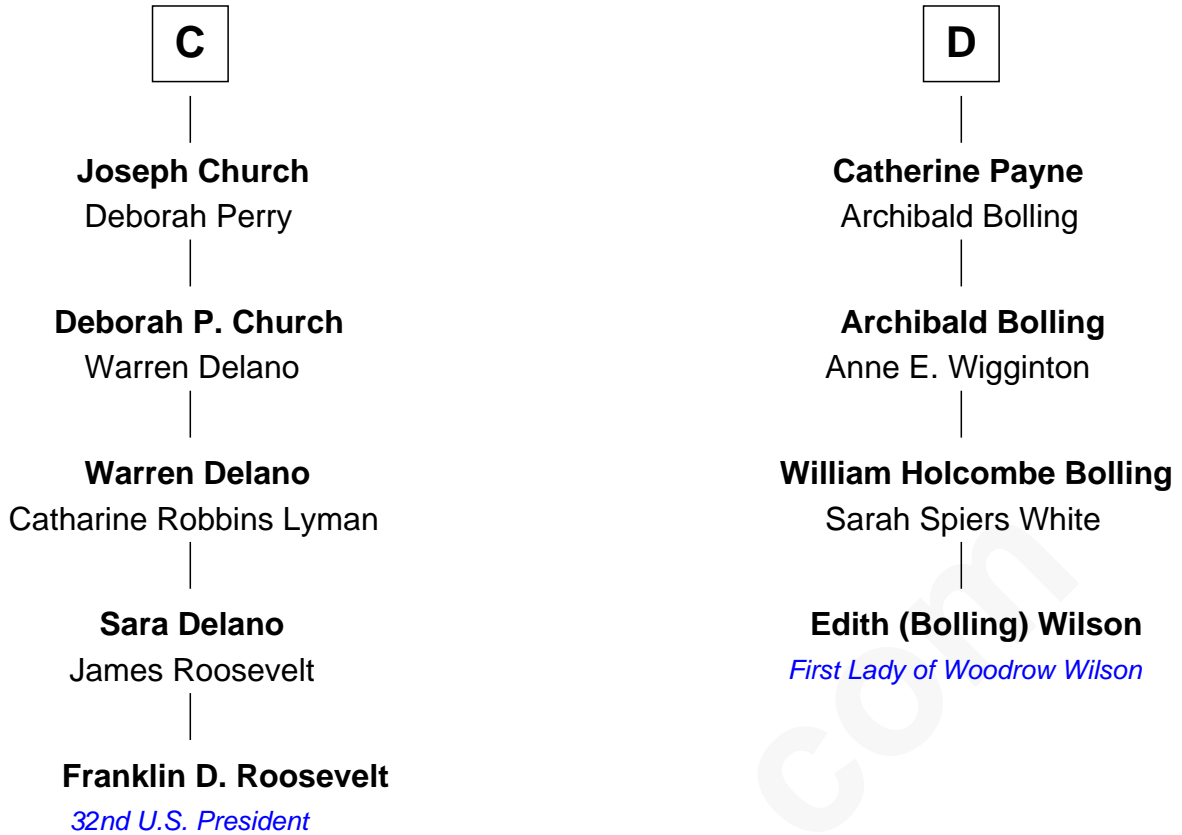 C
Joseph Church
Deborah Perry
Deborah P. Church
Warren Delano
Warren Delano
Catharine Robbins Lyman
Sara Delano
James Roosevelt
Franklin D. Roosevelt
32nd U.S. President
D
Catherine Payne
Archibald Bolling
Archibald Bolling
Anne E. Wigginton
William Holcombe Bolling
Sarah Spiers White
Edith (Bolling) Wilson
First Lady of Woodrow Wilson
com